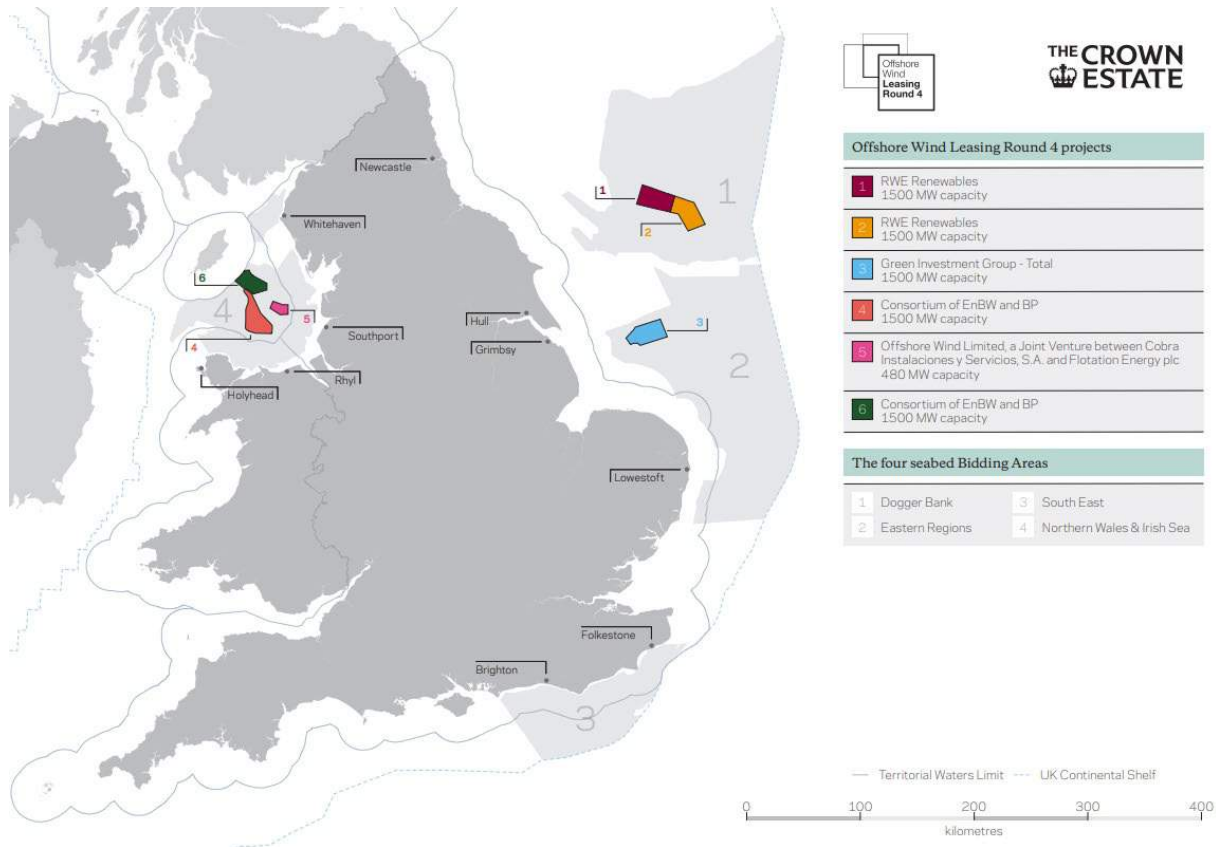 Offshore
Wind
Leasing
Round 4
THE CROWN
ESTATE
Offshore Wind Leasing Round 4 projects
1 RWE Renewables
1500 MW capacity
2 RWE Renewables
1500 MW capacity
3 Green Investment Group - Total
1500 MW capacity
4 Consortium of EnBW and BP
1500 MW capacity
5 Offshore Wind Limited, a Joint Venture between Cobra
Instalaciones y Servicios, S.A. and Flotation Energy plc
480 MW capacity
6 Consortium of EnBW and BP
1500 MW capacity
The four seabed Bidding Areas
1 Dogger Bank
2 Eastern Regions
3 South East
4 Northern Wales & Irish Sea
Newcastle
1
1
Whitehaven
2
6
4
5
3
Hull
Southport
Grimsby
4
2
Rhyl
Holyhead
Lowestoft
Folkestone
Brighton
3
Territorial Waters Limit
UK Continental Shelf
0 100 200 300 400
kilometres